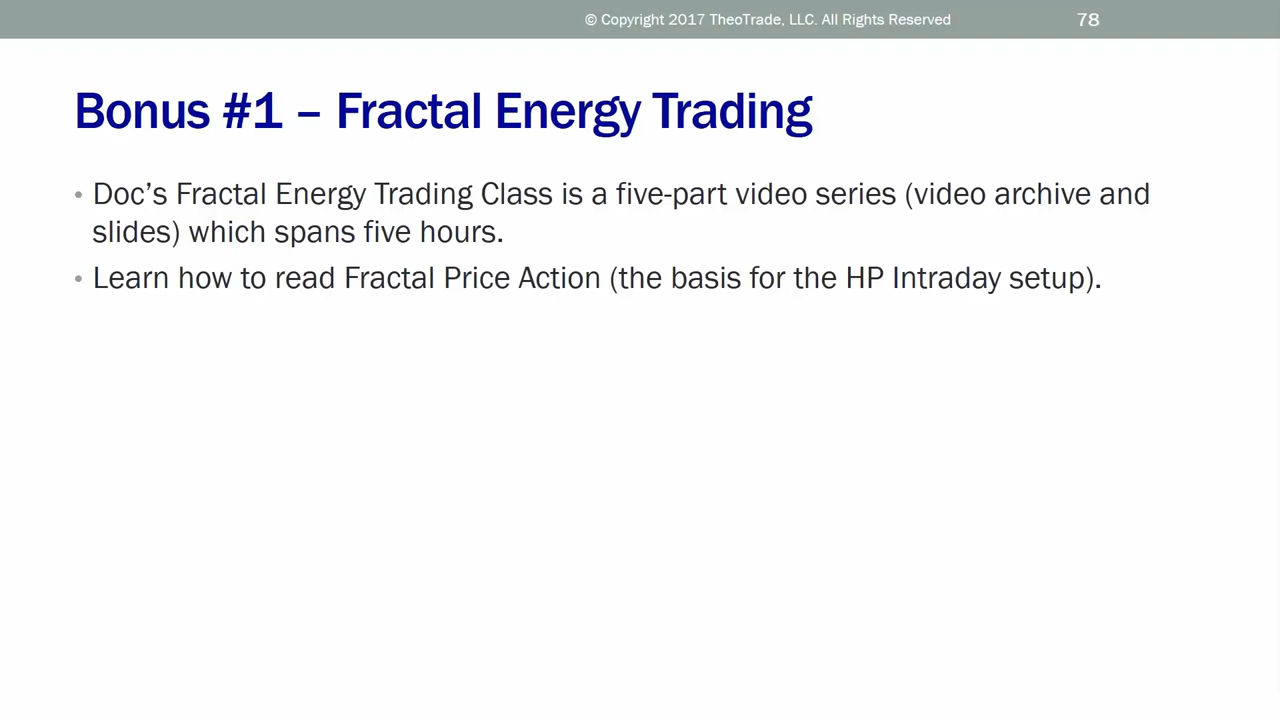 © Copyright 2017 TheoTrade, LLC. All Rights Reserved 78
Bonus #1 – Fractal Energy Trading
• Doc’s Fractal Energy Trading Class is a five-part video series (video archive and
slides) which spans five hours.
• Learn how to read Fractal Price Action (the basis for the HP Intraday setup).